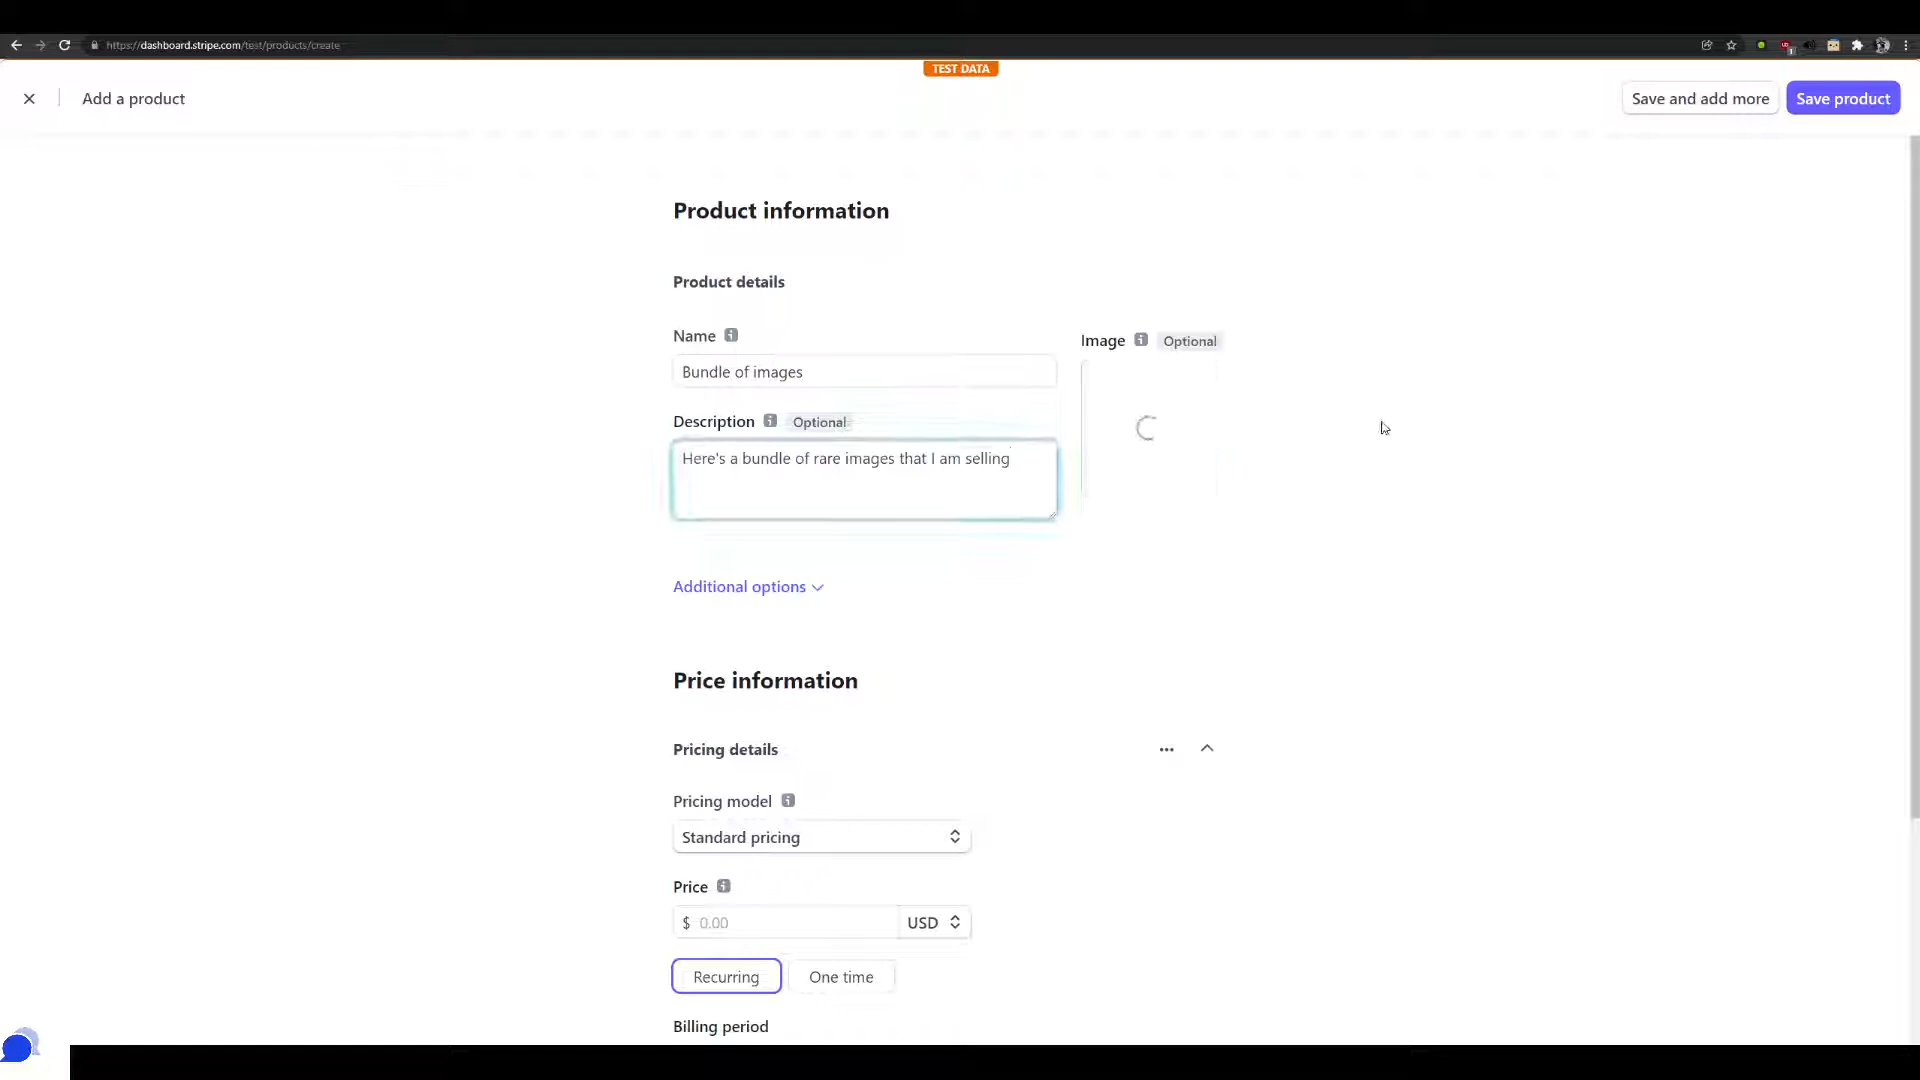 https://dashboard.stripe.com/test/products/create
TEST DATA
Add a product
Save and add more
Save product
Product information
Product details
Name
Image Optional
Bundle of images
Description Optional
Here's a bundle of rare images that I am selling
Additional options
Price information
Pricing details
Pricing model
Standard pricing
Price
$ 0.00 USD
Recurring One time
Billing period